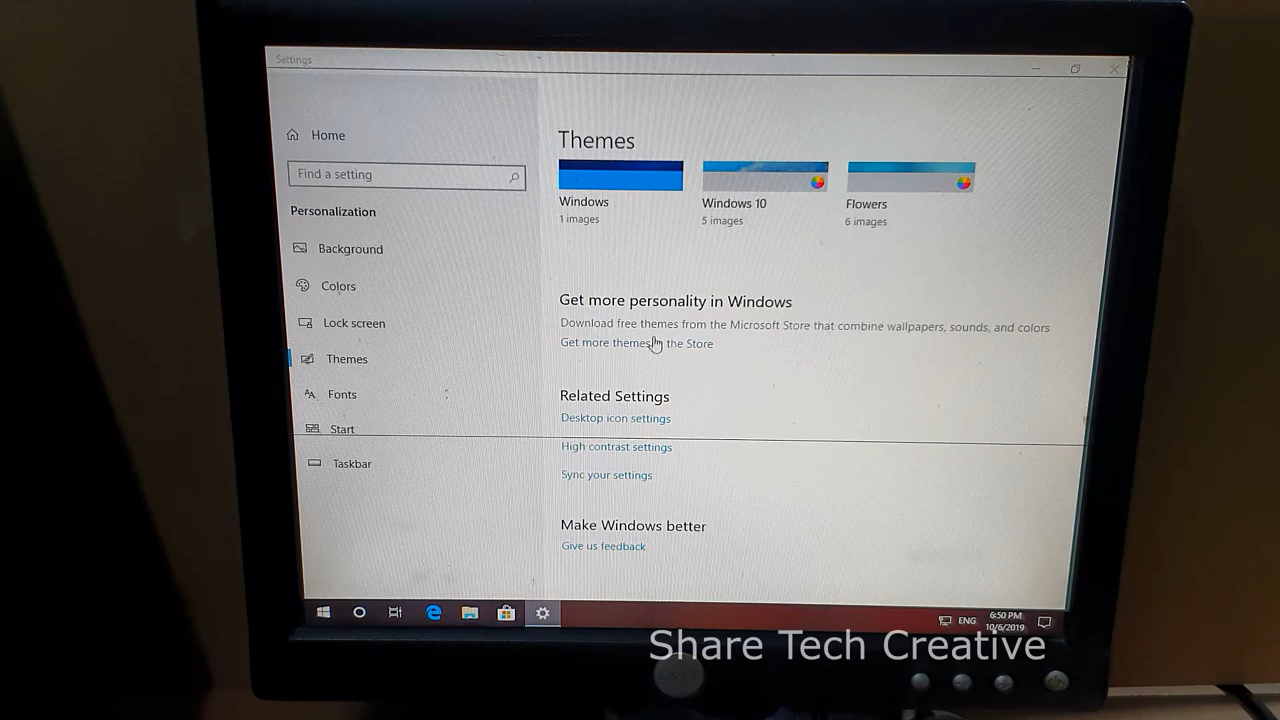 Settings
Home
Find a setting
Personalization
Background
Colors
Lock screen
Themes
Fonts
Start
Taskbar
Themes
Windows
1 images
Windows 10
5 images
Flowers
6 images
Get more personality in Windows
Download free themes from the Microsoft Store that combine wallpapers, sounds, and colors
Get more themes the Store
Related Settings
Desktop icon settings
High contrast settings
Sync your settings
Make Windows better
Give us feedback
ENG
6:50 PM
10/6/2019
Share Tech Creative